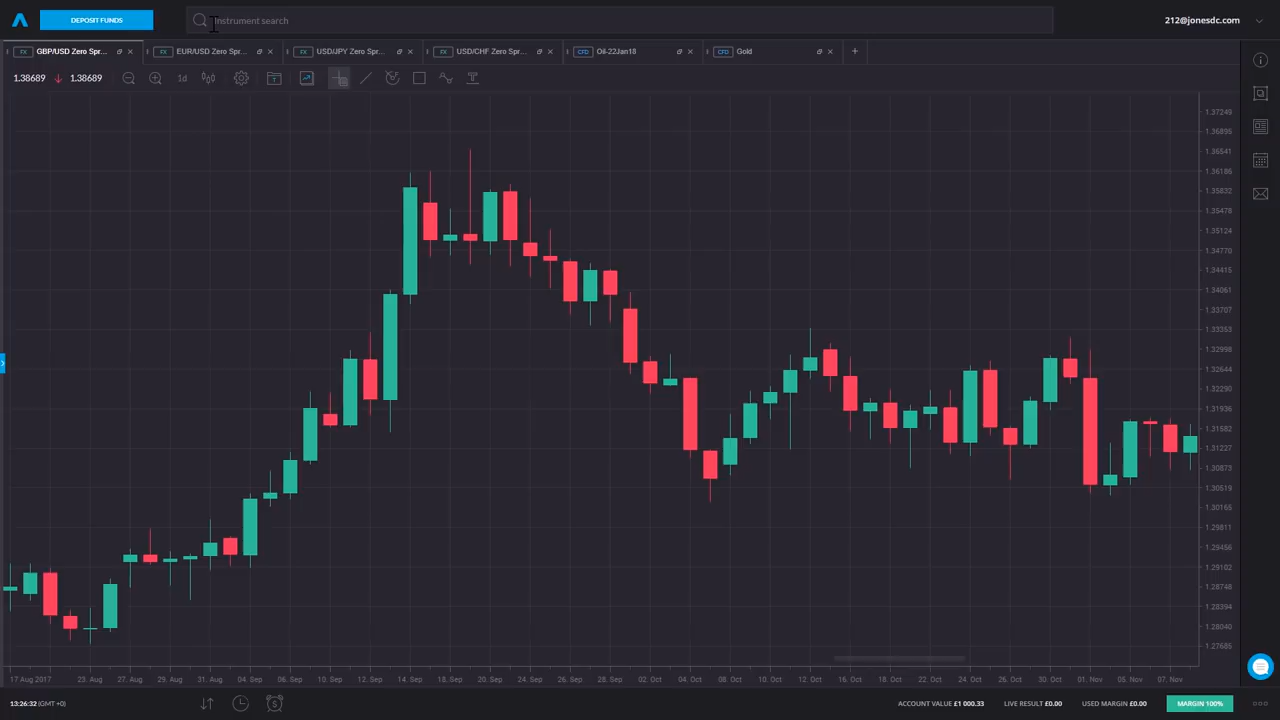 DEPOSIT FUNDS
Instrument search
212@jonesdc.com
FX GBP/USD Zero Spr...
FX EUR/USD Zero Spr...
FX USD/JPY Zero Spr...
FX USD/CHF Zero Spr...
CFD Oil-22Jan18
CFD Gold
1.38689
1.38689
1d
1.37249
1.36895
1.36541
1.36186
1.35832
1.35478
1.35124
1.34770
1.34415
1.34061
1.33707
1.33353
1.32998
1.32644
1.32290
1.31936
1.31582
1.31227
1.30873
1.30519
1.30165
1.29811
1.29456
1.29102
1.28748
1.28394
1.28040
1.27685
17 Aug 2017 23. Aug 27. Aug 29. Aug 31. Aug 04. Sep 06. Sep 08. Sep 12. Sep 14. Sep 18. Sep 20. Sep 24. Sep 26. Sep 28. Sep 02. Oct 04. Oct 08. Oct 10. Oct 12. Oct 16. Oct 18. Oct 22. Oct 24. Oct 26. Oct 30. Oct 01. Nov 05. Nov 07. Nov
13:26:32 (GMT +0)
ACCOUNT VALUE £1 000.33 LIVE RESULT £0.00 USED MARGIN £0.00 MARGIN 100%